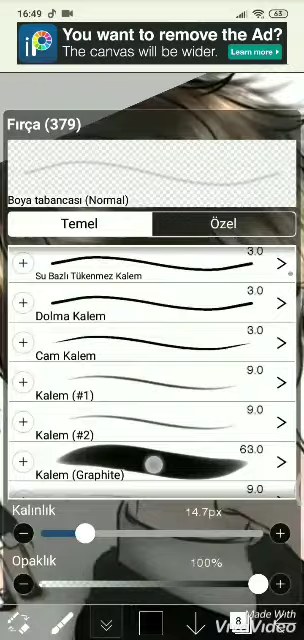 16:49
63
You want to remove the Ad?
The canvas will be wider.
Learn more
Fırça (379)
Boya tabancası (Normal)
Temel
Özel
3.0
Su Bazlı Tükenmez Kalem
3.0
Dolma Kalem
3.0
Cam Kalem
9.0
Kalem (#1)
9.0
Kalem (#2)
63.0
Kalem (Graphite)
9.0
Kalınlık
14.7px
Opaklık
100%
8
Made With
VivaVideo